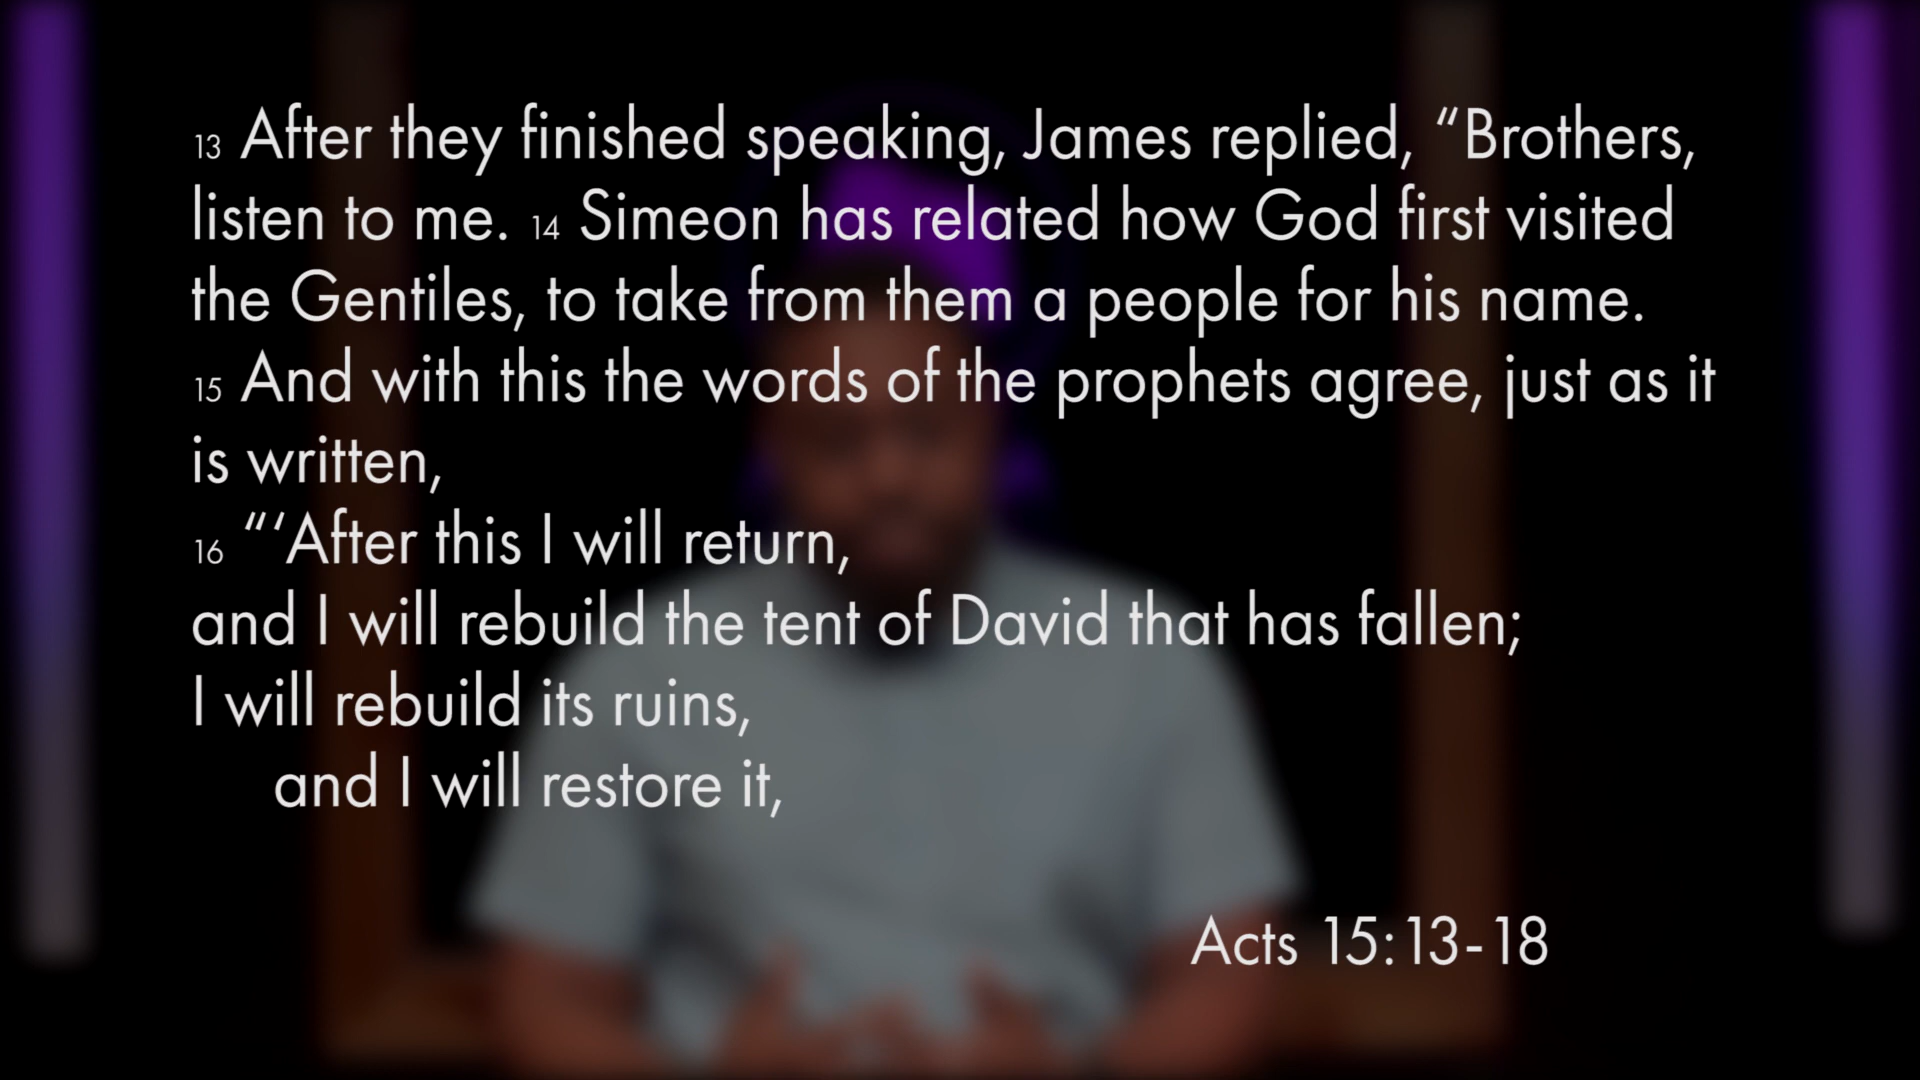 13 After they finished speaking, James replied, “Brothers,
listen to me. 14 Simeon has related how God first visited
the Gentiles, to take from them a people for his name.
15 And with this the words of the prophets agree, just as it
is written,
16 “‘After this I will return,
and I will rebuild the tent of David that has fallen;
I will rebuild its ruins,
and I will restore it,
Acts 15:13-18